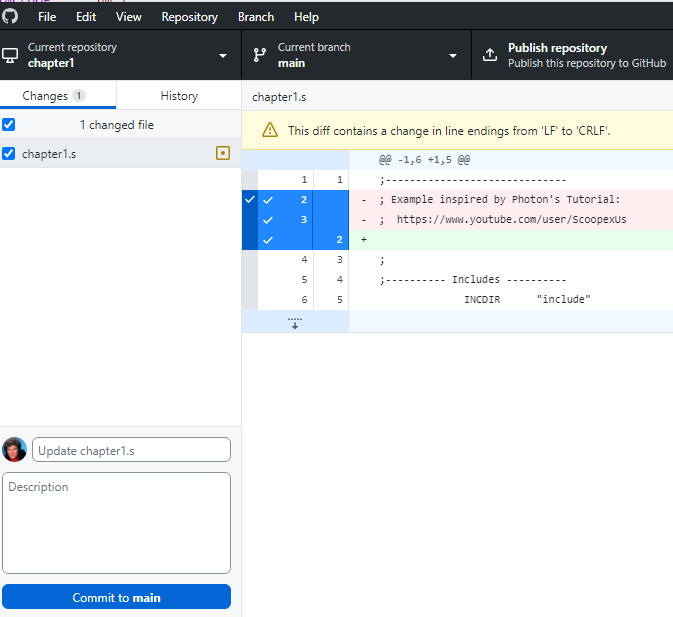 File Edit View Repository Branch Help
Current repository
chapter1
Current branch
main
Publish repository
Publish this repository to GitHub
Changes 1 History
chapter1.s
1 changed file
chapter1.s
This diff contains a change in line endings from 'LF' to 'CRLF'.
@@ -1,6 +1,5 @@
1 1 ;------------------------------
2 - ; Example inspired by Photon's Tutorial:
3 - ;  https://www.youtube.com/user/ScoopexUs
2 +
4 3 ;
5 4 ;---------- Includes ----------
6 5 INCDIR "include"
Update chapter1.s
Description
Commit to main